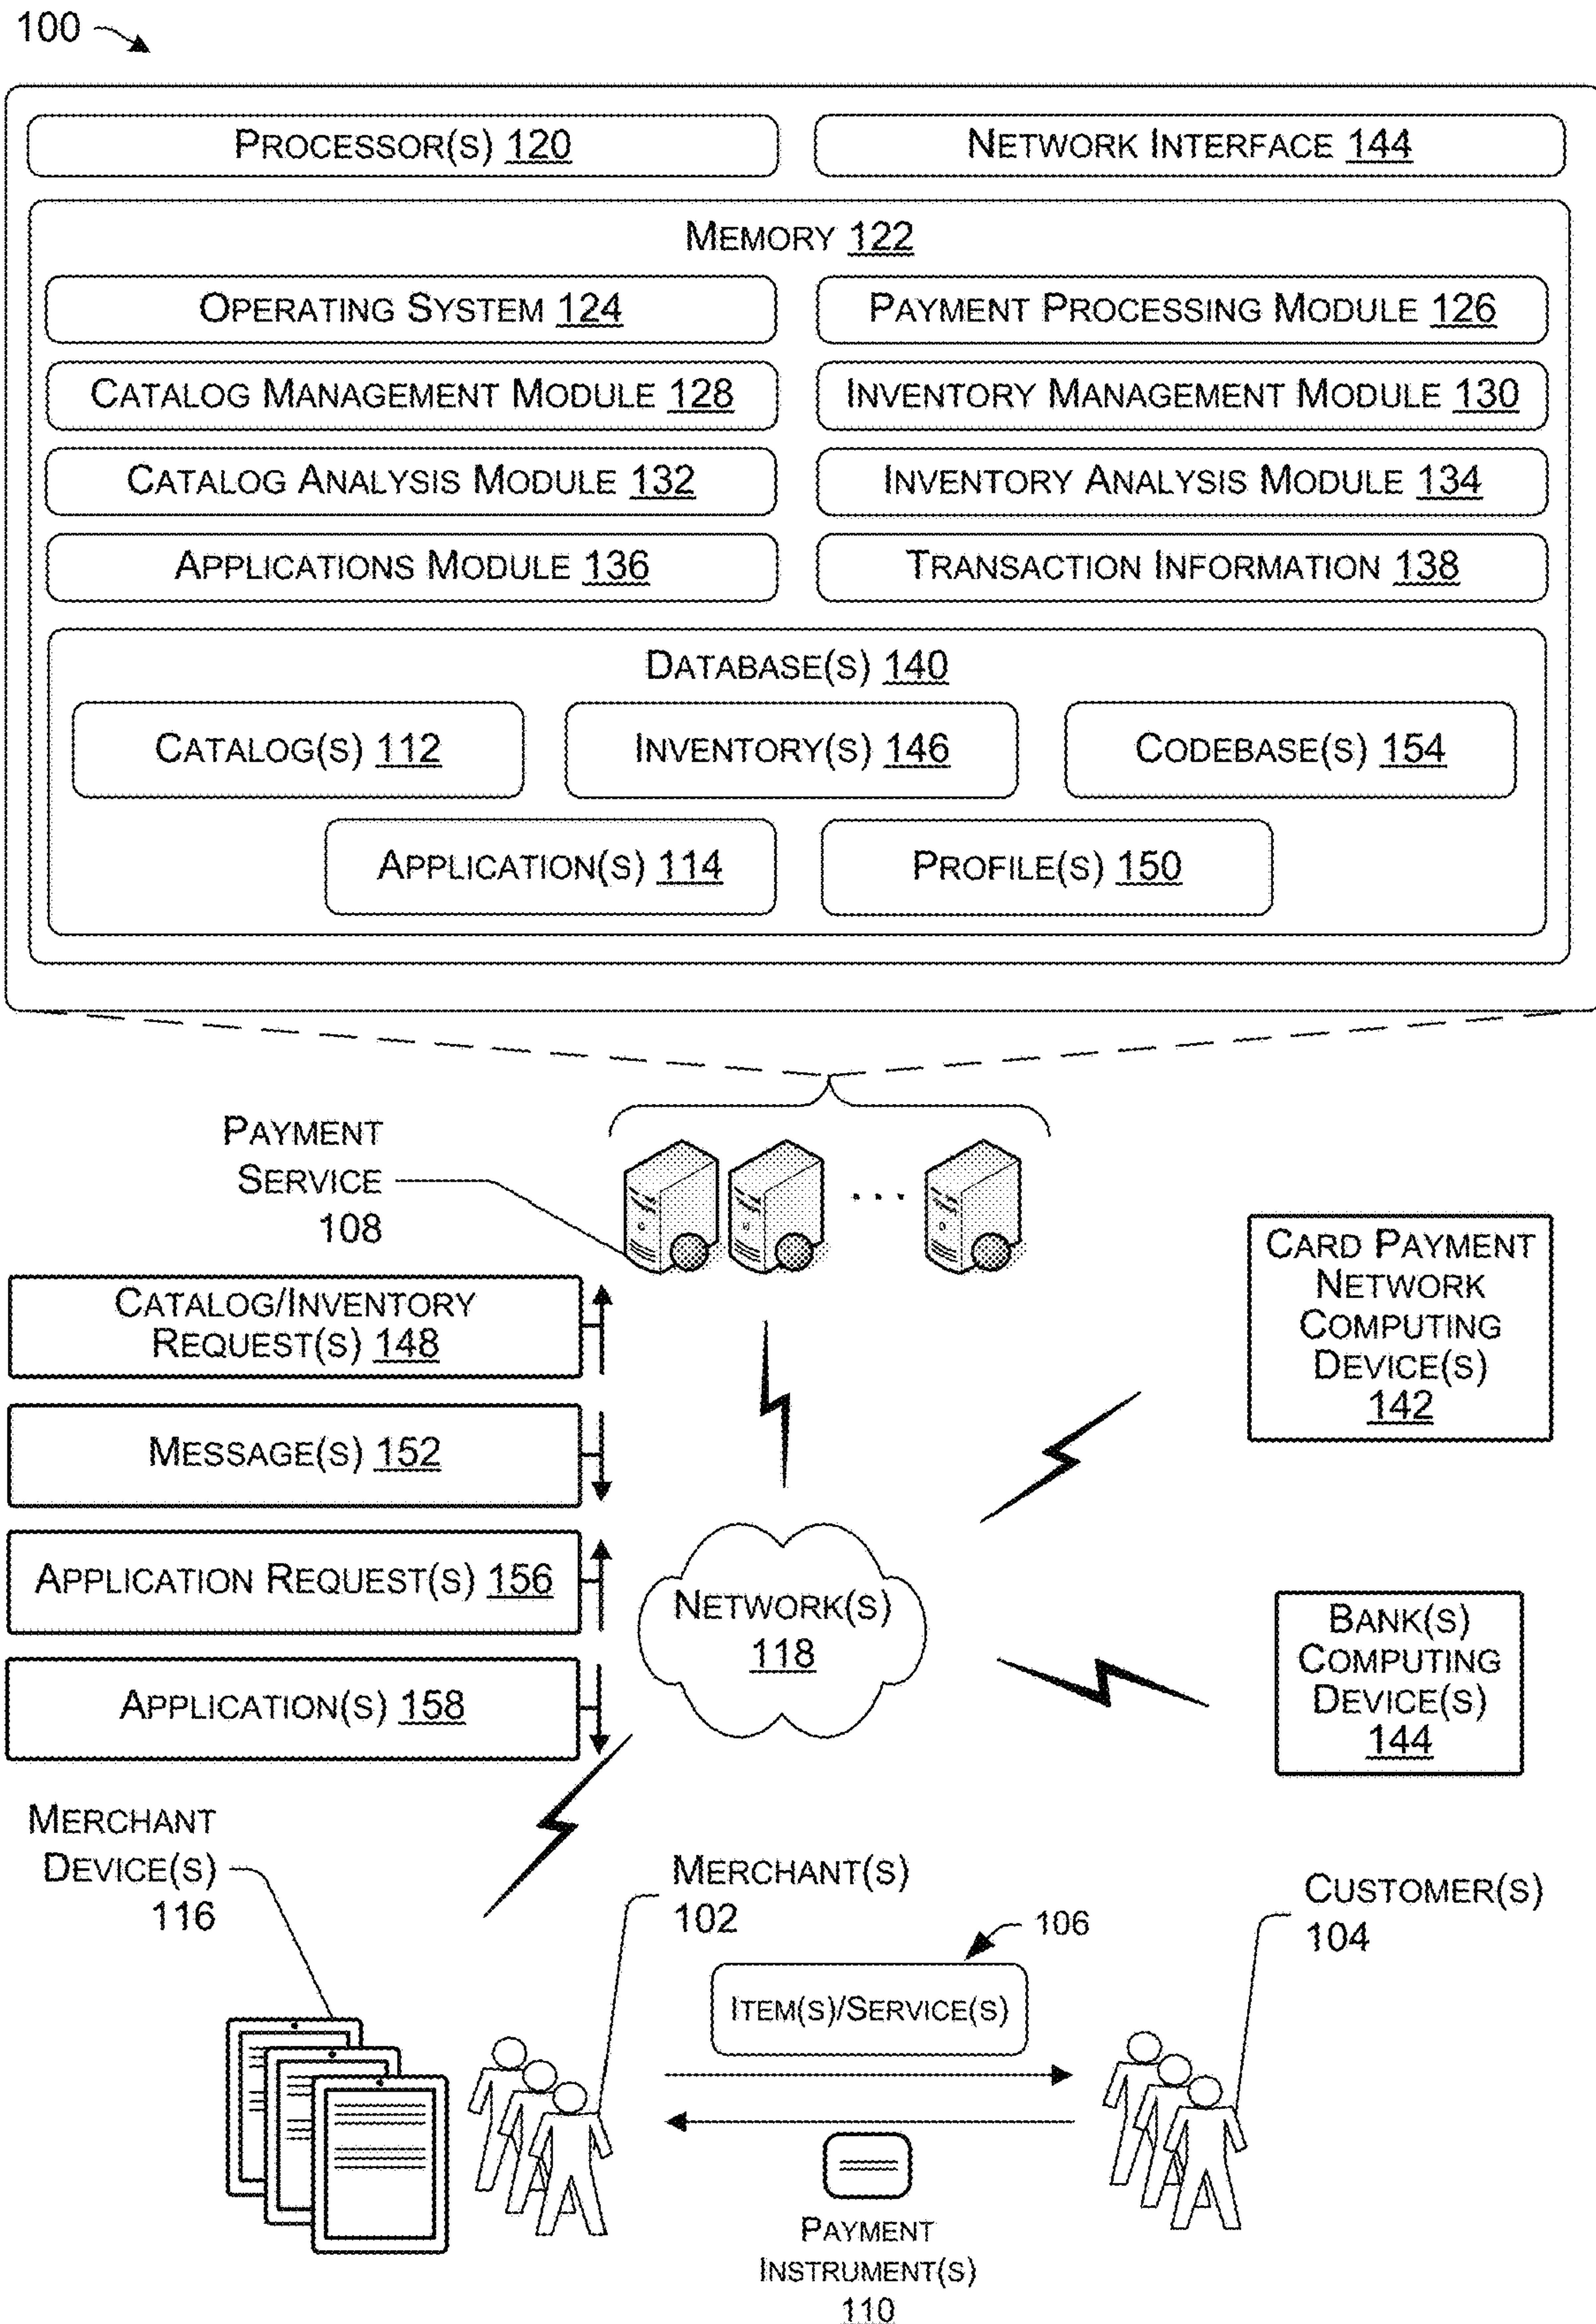 100
PROCESSOR(S) 120
NETWORK INTERFACE 144
MEMORY 122
OPERATING SYSTEM 124
PAYMENT PROCESSING MODULE 126
CATALOG MANAGEMENT MODULE 128
INVENTORY MANAGEMENT MODULE 130
CATALOG ANALYSIS MODULE 132
INVENTORY ANALYSIS MODULE 134
APPLICATIONS MODULE 136
TRANSACTION INFORMATION 138
DATABASE(S) 140
CATALOG(S) 112
INVENTORY(S) 146
CODEBASE(S) 154
APPLICATION(S) 114
PROFILE(S) 150
PAYMENT
SERVICE
108
CARD PAYMENT
NETWORK
COMPUTING
DEVICE(S)
142
CATALOG/INVENTORY
REQUEST(S) 148
MESSAGE(S) 152
APPLICATION REQUEST(S) 156
APPLICATION(S) 158
NETWORK(S)
118
BANK(S)
COMPUTING
DEVICE(S)
144
MERCHANT
DEVICE(S)
116
MERCHANT(S)
102
106
ITEM(S)/SERVICE(S)
CUSTOMER(S)
104
PAYMENT
INSTRUMENT(S)
110